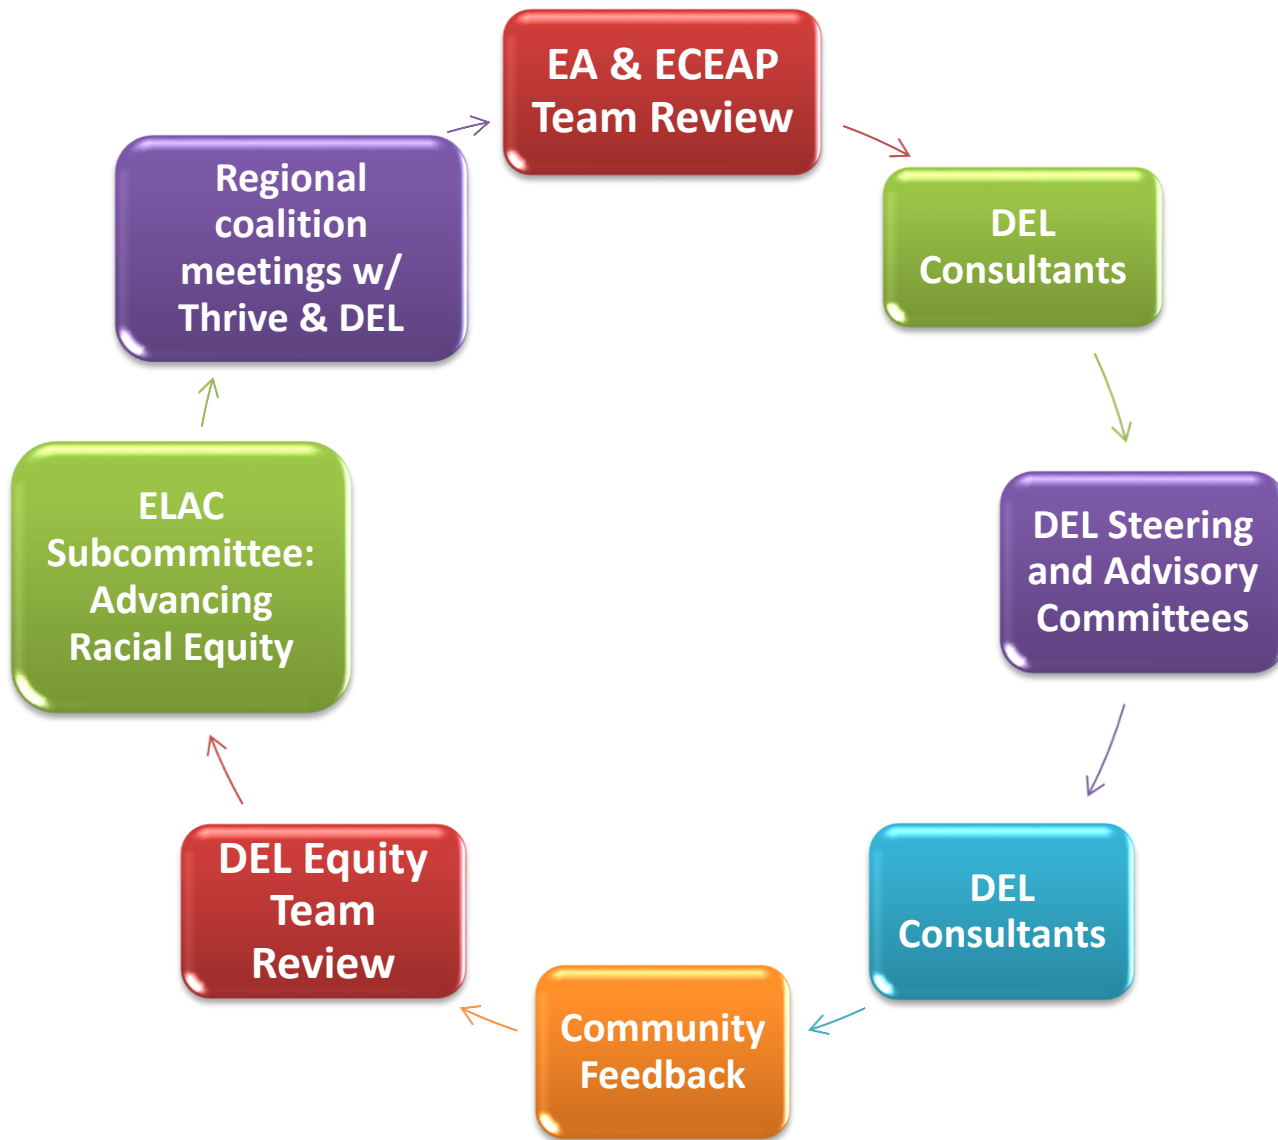 EA & ECEAP
Team Review
DEL
Consultants
DEL Steering
and Advisory
Committees
DEL
Consultants
Community
Feedback
DEL Equity
Team
Review
ELAC
Subcommittee:
Advancing
Racial Equity
Regional
coalition
meetings w/
Thrive & DEL